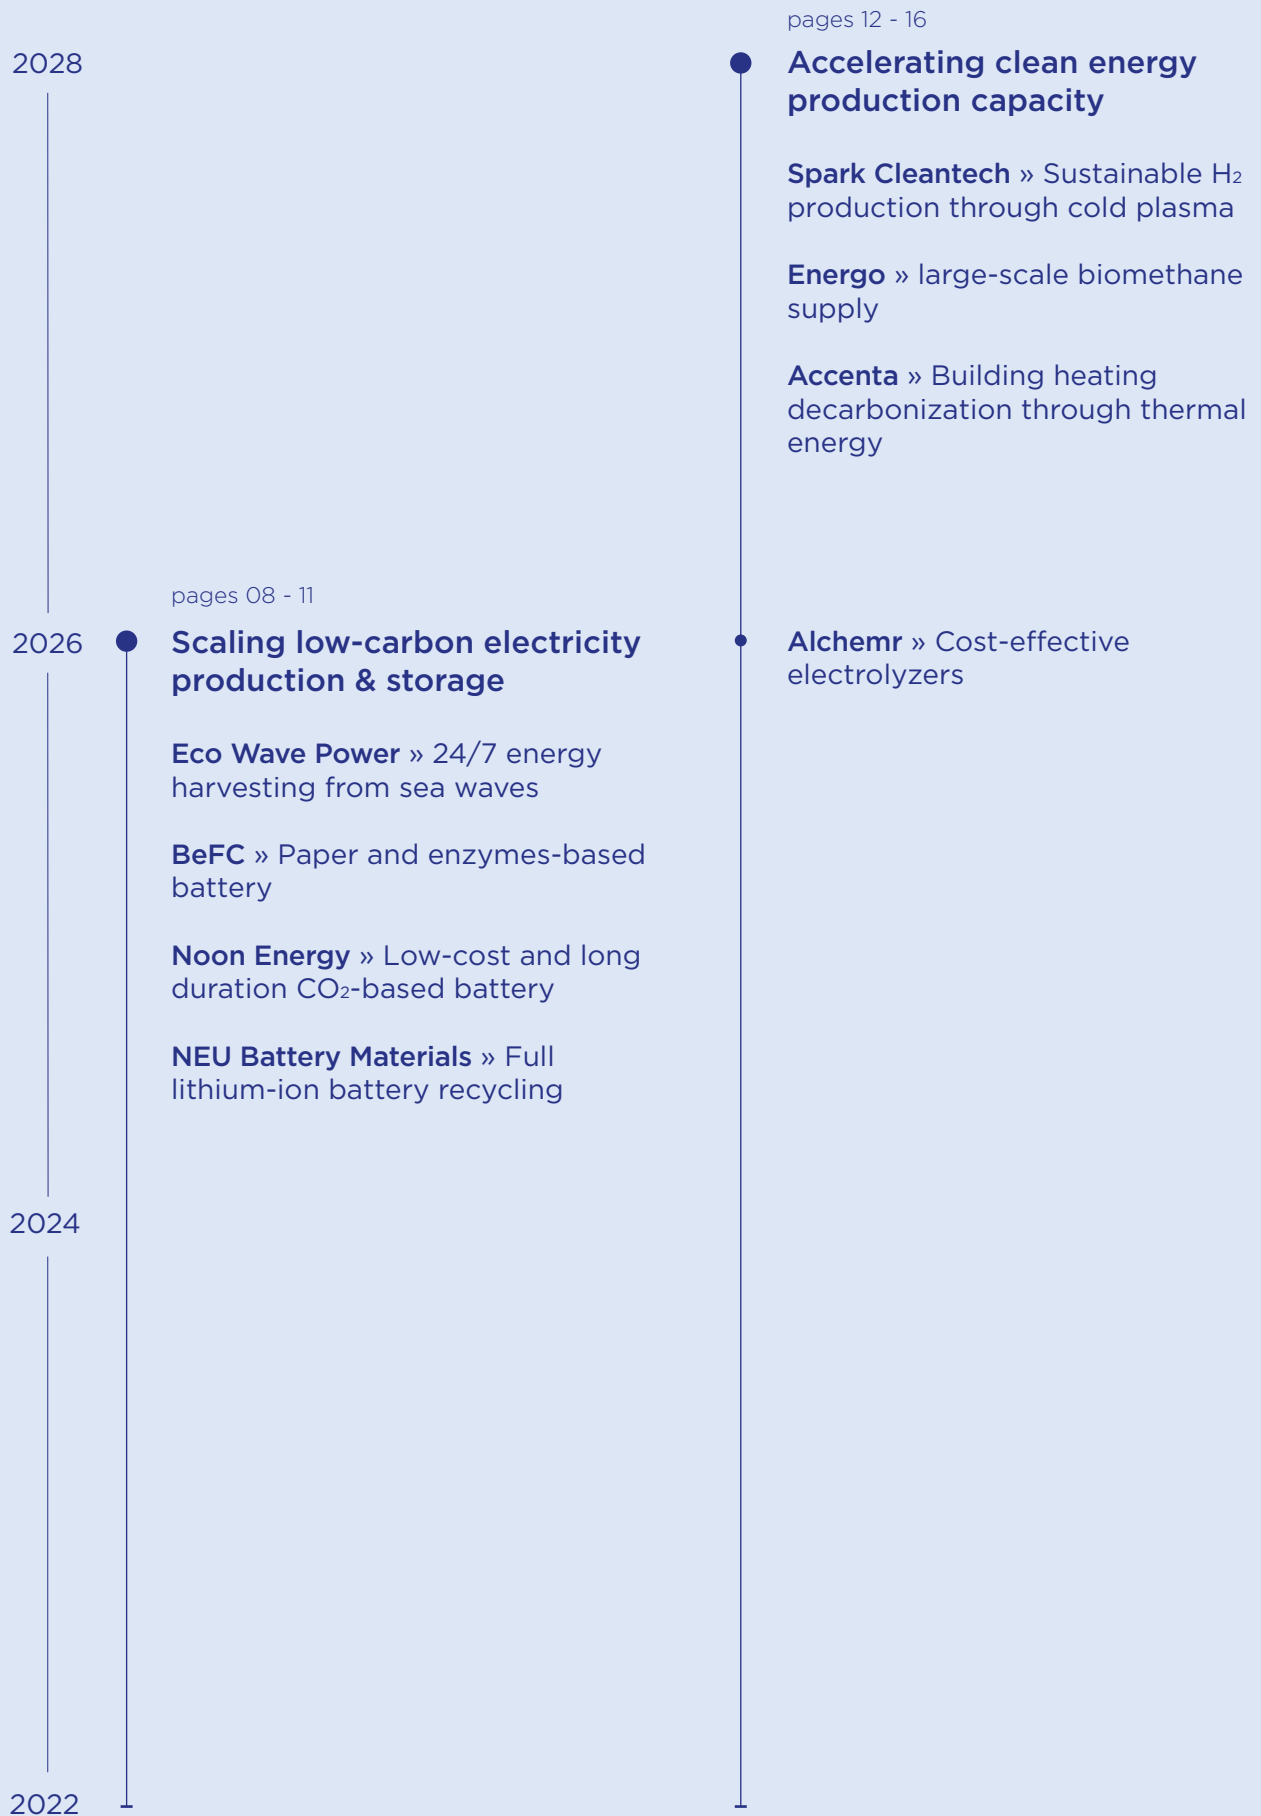 pages 12 - 16
2028
Accelerating clean energy
production capacity
Spark Cleantech » Sustainable H₂
production through cold plasma
Energo » large-scale biomethane
supply
Accenta » Building heating
decarbonization through thermal
energy
pages 08 - 11
2026
Scaling low-carbon electricity
production & storage
Eco Wave Power » 24/7 energy
harvesting from sea waves
BeFC » Paper and enzymes-based
battery
Noon Energy » Low-cost and long
duration CO₂-based battery
NEU Battery Materials » Full
lithium-ion battery recycling
Alchemr » Cost-effective
electrolyzers
2024
2022